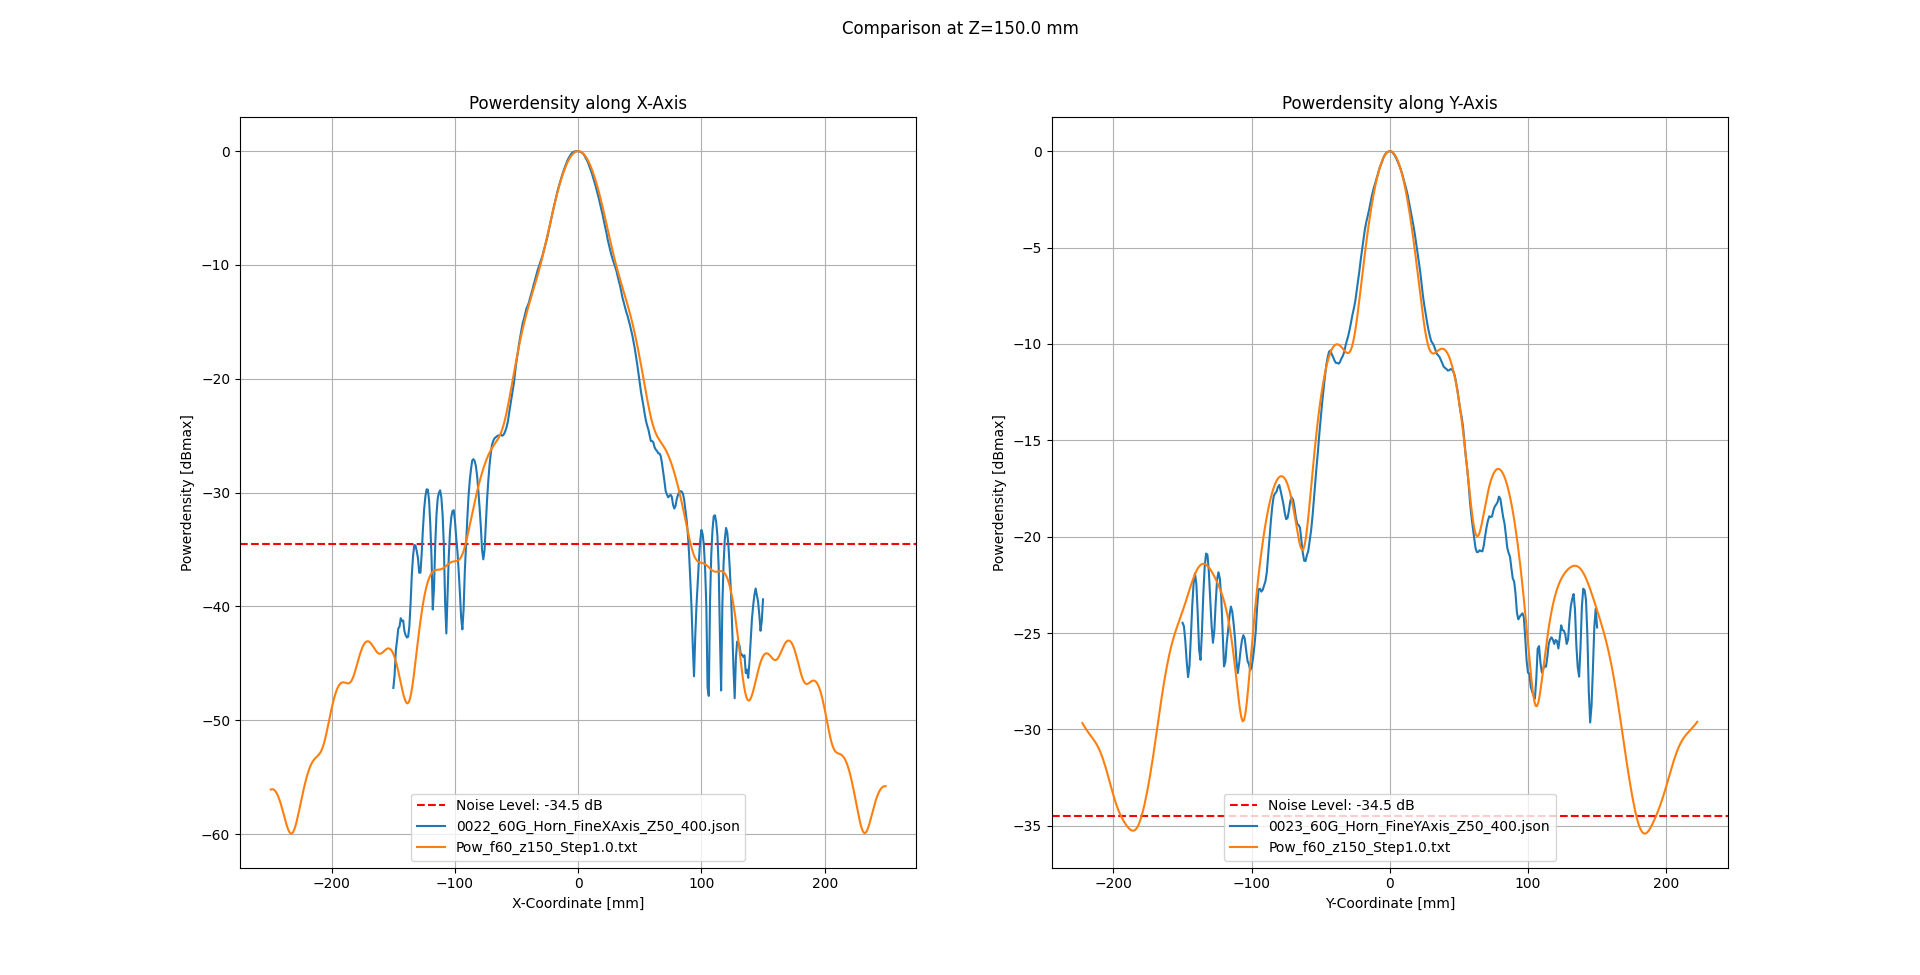 Comparison at Z=150.0 mm
Powerdensity along X-Axis
Powerdensity [dBmax]
0
−10
−20
−30
−40
−50
−60
−200
−100
0
100
200
X-Coordinate [mm]
Noise Level: -34.5 dB
0022_60G_Horn_FineXAxis_Z50_400.json
Pow_f60_z150_Step1.0.txt
Powerdensity along Y-Axis
Powerdensity [dBmax]
0
−5
−10
−15
−20
−25
−30
−35
−200
−100
0
100
200
Y-Coordinate [mm]
Noise Level: -34.5 dB
0023_60G_Horn_FineYAxis_Z50_400.json
Pow_f60_z150_Step1.0.txt